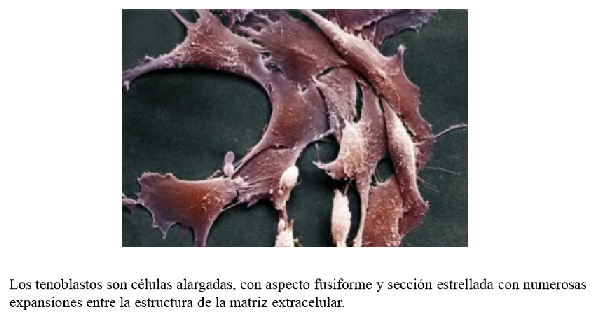 Los tenoblastos son células alargadas, con aspecto fusiforme y sección estrellada con numerosas
expansiones entre la estructura de la matriz extracelular.